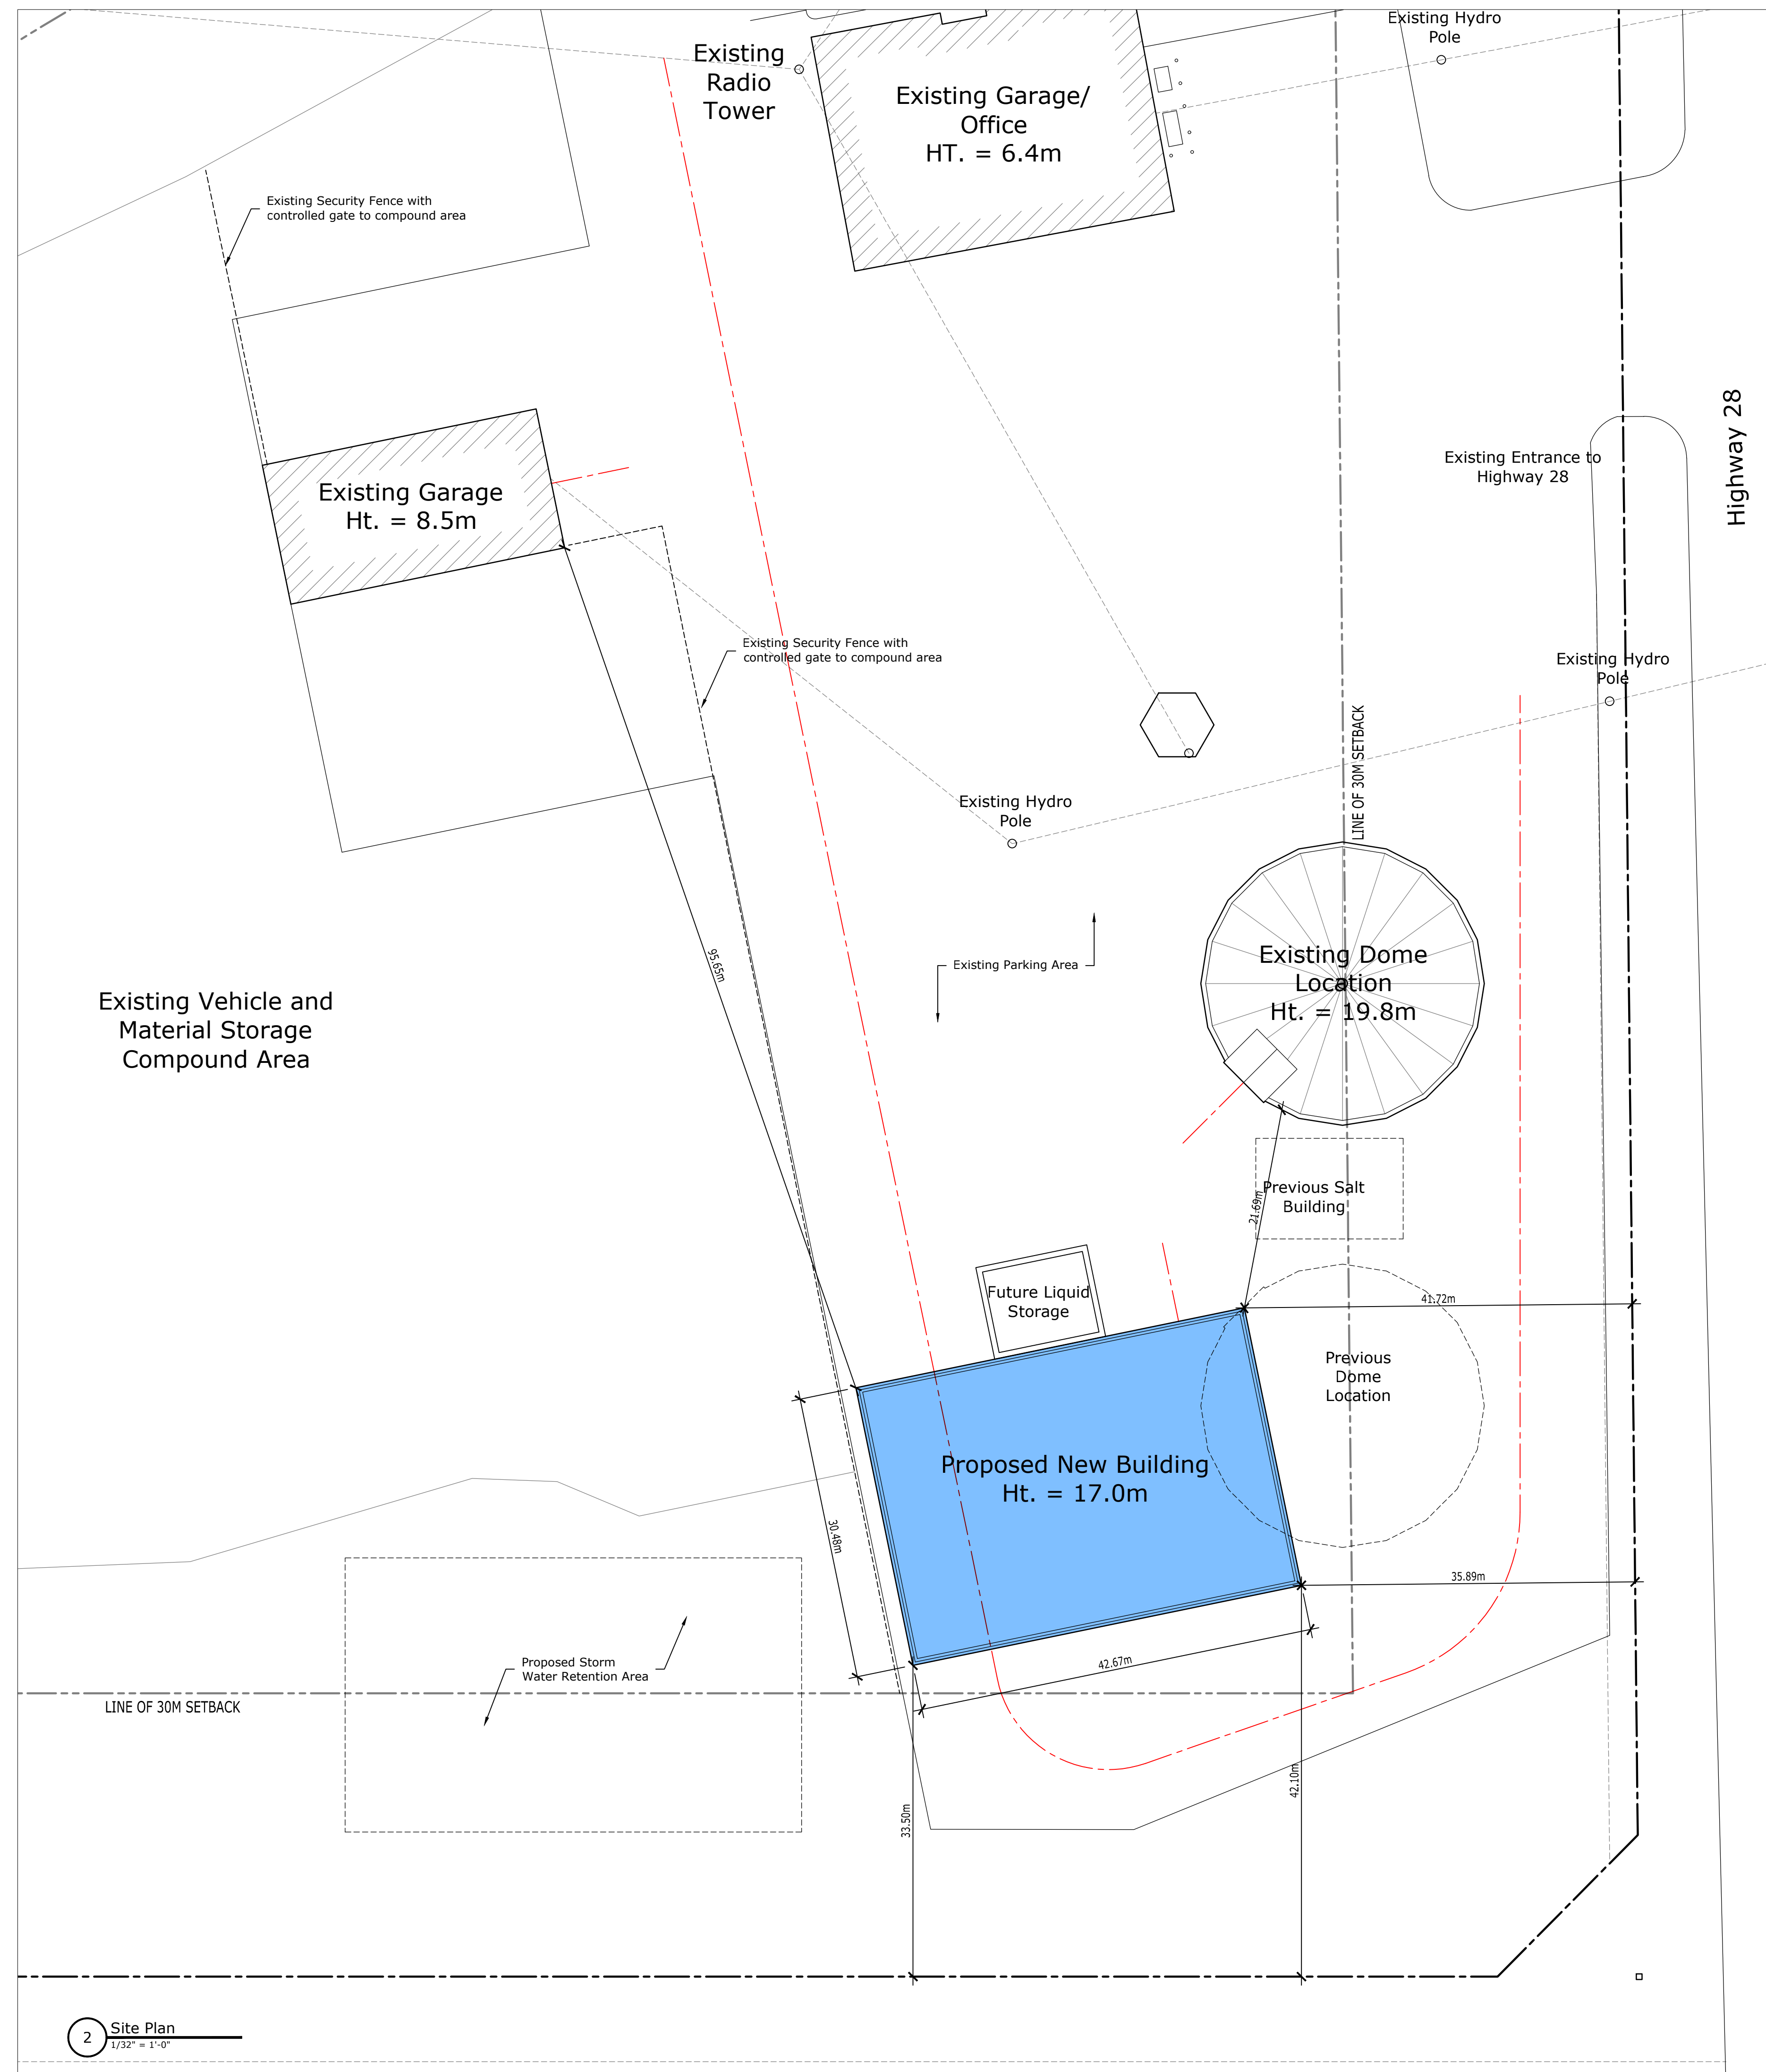 Existing Hydro
Pole
Existing
Radio
Tower
Existing Garage/
Office
HT. = 6.4m
Existing Security Fence with
controlled gate to compound area
Highway 28
Existing Entrance to
Highway 28
Existing Garage
Ht. = 8.5m
Existing Security Fence with
controlled gate to compound area
Existing Hydro
Pole
LINE OF 30M SETBACK
Existing Hydro
Pole
95.65m
Existing Parking Area
Existing Dome
Location
Ht. = 19.8m
Existing Vehicle and
Material Storage
Compound Area
21.69m
Previous Salt
Building
Future Liquid
Storage
41.72m
Previous
Dome
Location
Proposed New Building
Ht. = 17.0m
30.48m
35.89m
Proposed Storm
Water Retention Area
42.67m
LINE OF 30M SETBACK
33.50m
42.10m
2
Site Plan
1/32" = 1'-0"